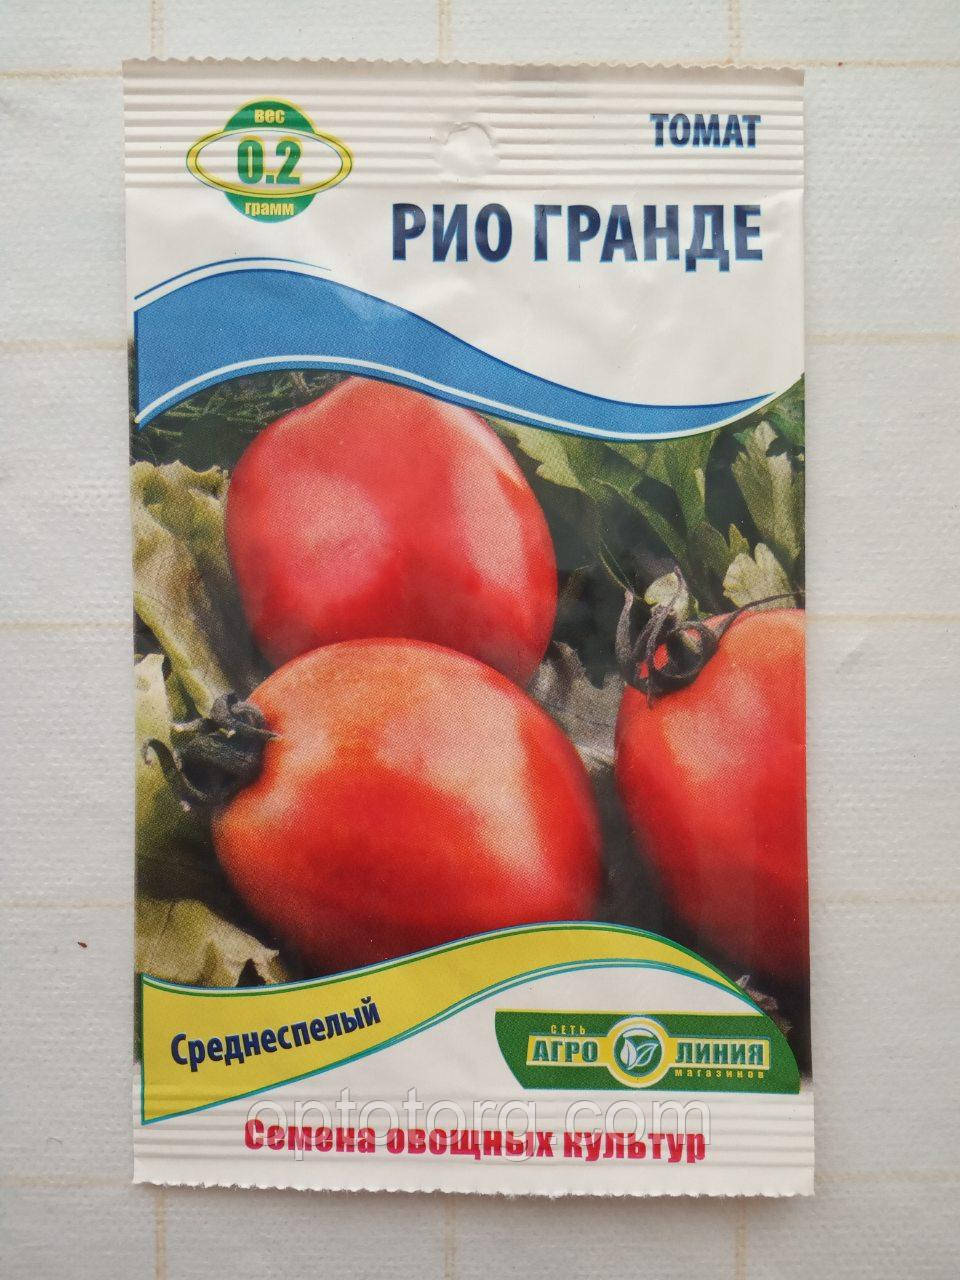 вес
0.2
грамм
ТОМАТ
РИО ГРАНДЕ
Среднеспелый
СЕТЬ
АГРО ЛИНИЯ
магазинов
optotorg.com
Семена овощных культур